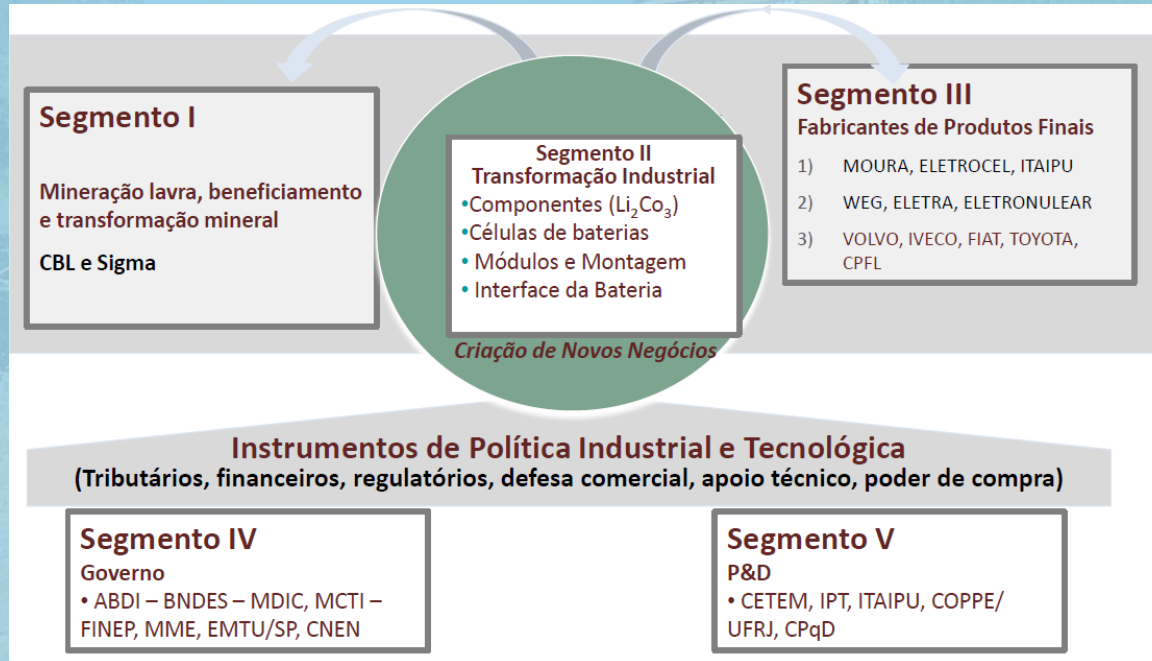 Segmento I
Mineração lavra, beneficiamento
e transformação mineral
CBL e Sigma
Segmento II
Transformação Industrial
•Componentes (Li₂Co₃)
•Células de baterias
• Módulos e Montagem
• Interface da Bateria
Criação de Novos Negócios
Segmento III
Fabricantes de Produtos Finais
1) MOURA, ELETROCEL, ITAIPU
2) WEG, ELETRA, ELETRONULEAR
3) VOLVO, IVECO, FIAT, TOYOTA,
CPFL
Instrumentos de Política Industrial e Tecnológica
(Tributários, financeiros, regulatórios, defesa comercial, apoio técnico, poder de compra)
Segmento IV
Governo
• ABDI – BNDES – MDIC, MCTI –
FINEP, MME, EMTU/SP, CNEN
Segmento V
P&D
• CETEM, IPT, ITAIPU, COPPE/
UFRJ, CPqD